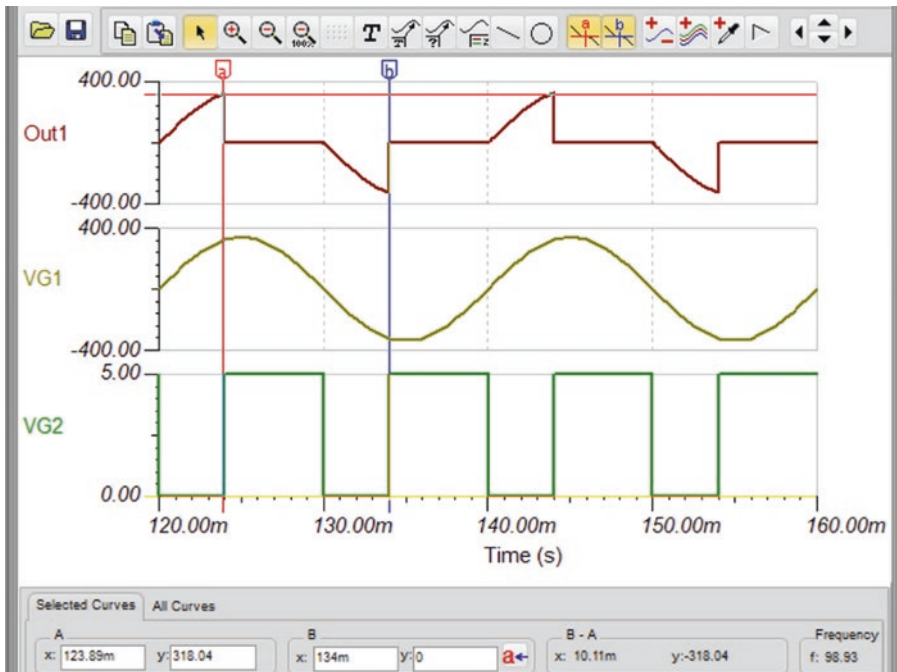 100%
T
a
b
400.00
Out1
-400.00
400.00
VG1
-400.00
5.00
VG2
0.00
120.00m 130.00m 140.00m 150.00m 160.00m
Time (s)
Selected Curves All Curves
A B B - A Frequency
x: 123.89m y: 318.04 x: 134m y: 0 a x: 10.11m y:-318.04 f: 98.93